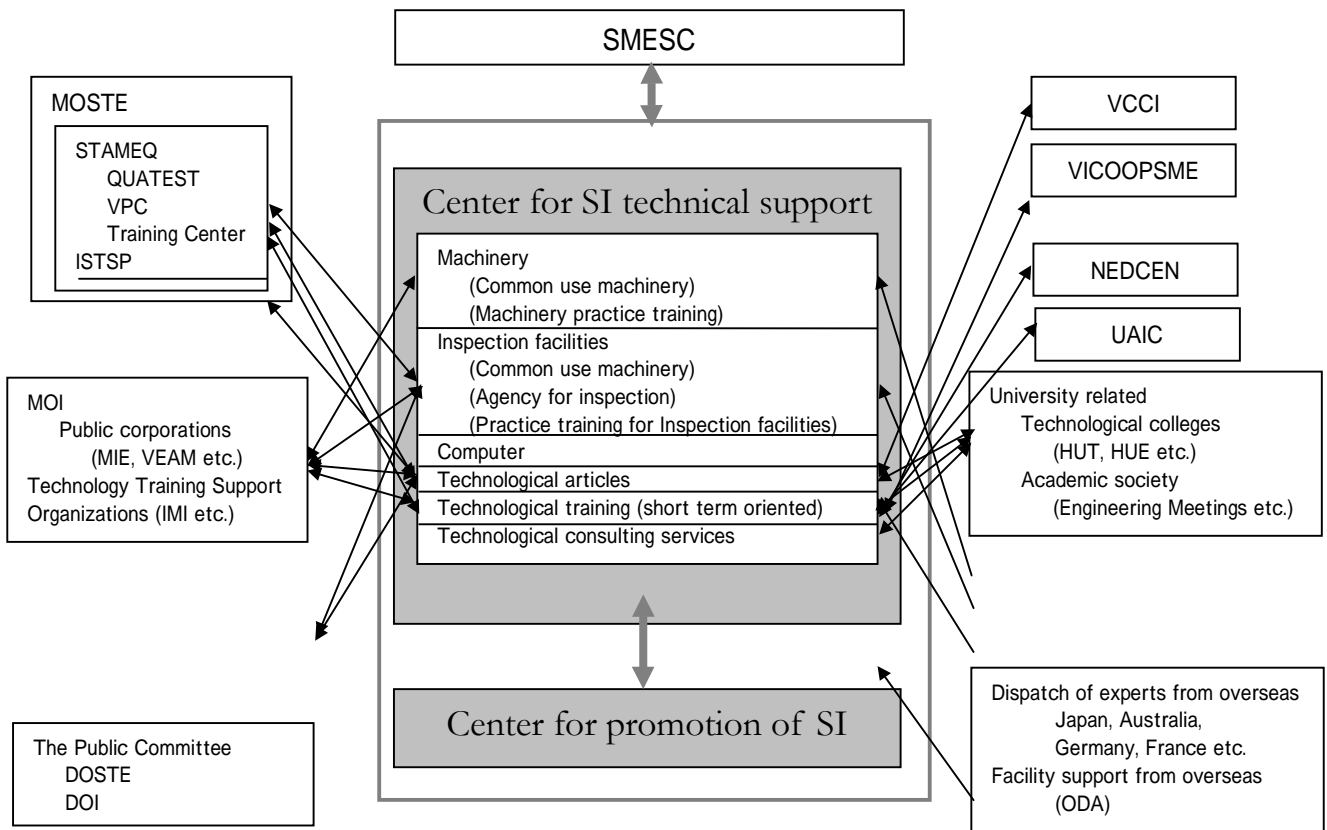 SMESC
MOSTE
STAMEQ
QUATEST
VPC
Training Center
ISTSP
MOI
Public corporations
(MIE, VEAM etc.)
Technology Training Support
Organizations (IMI etc.)
The Public Committee
DOSTE
DOI
Center for SI technical support
Machinery
(Common use machinery)
(Machinery practice training)
Inspection facilities
(Common use machinery)
(Agency for inspection)
(Practice training for Inspection facilities)
Computer
Technological articles
Technological training (short term oriented)
Technological consulting services
Center for promotion of SI
VCCI
VICOOPSME
NEDCEN
UAIC
University related
Technological colleges
(HUT, HUE etc.)
Academic society
(Engineering Meetings etc.)
Dispatch of experts from overseas
Japan, Australia,
Germany, France etc.
Facility support from overseas
(ODA)